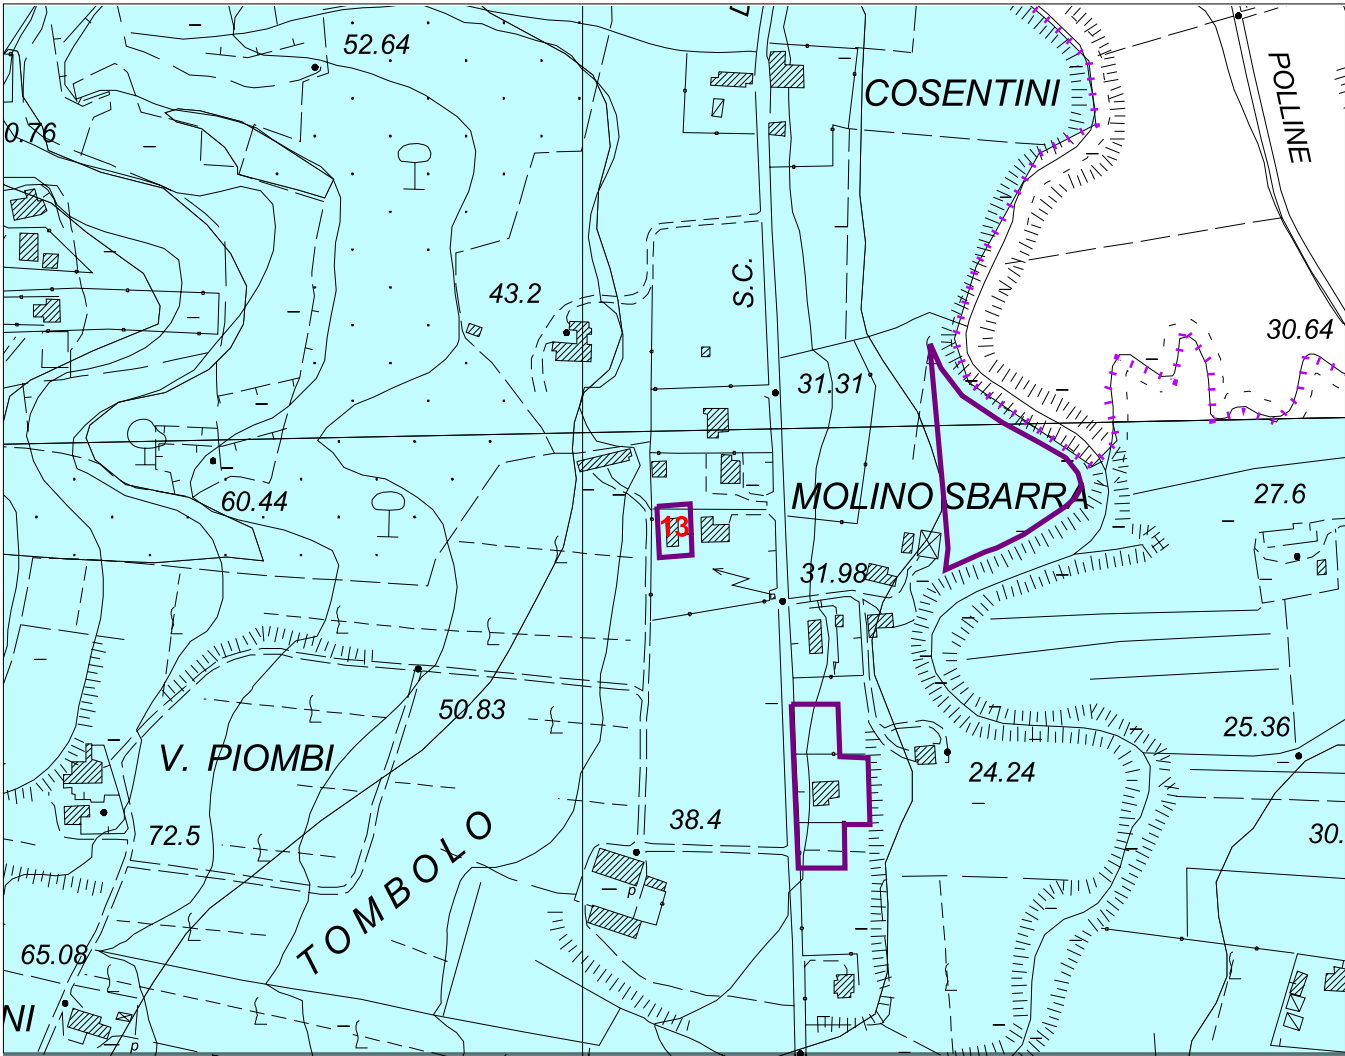 52.64
COSENTINI
POLLINE
0.76
S.C.
43.2
30.64
31.31
60.44
MOLINO SBARRA
27.6
13
31.98
50.83
25.36
V. PIOMBI
24.24
72.5
38.4
30.
TOMBOLO
p
65.08
NI
p